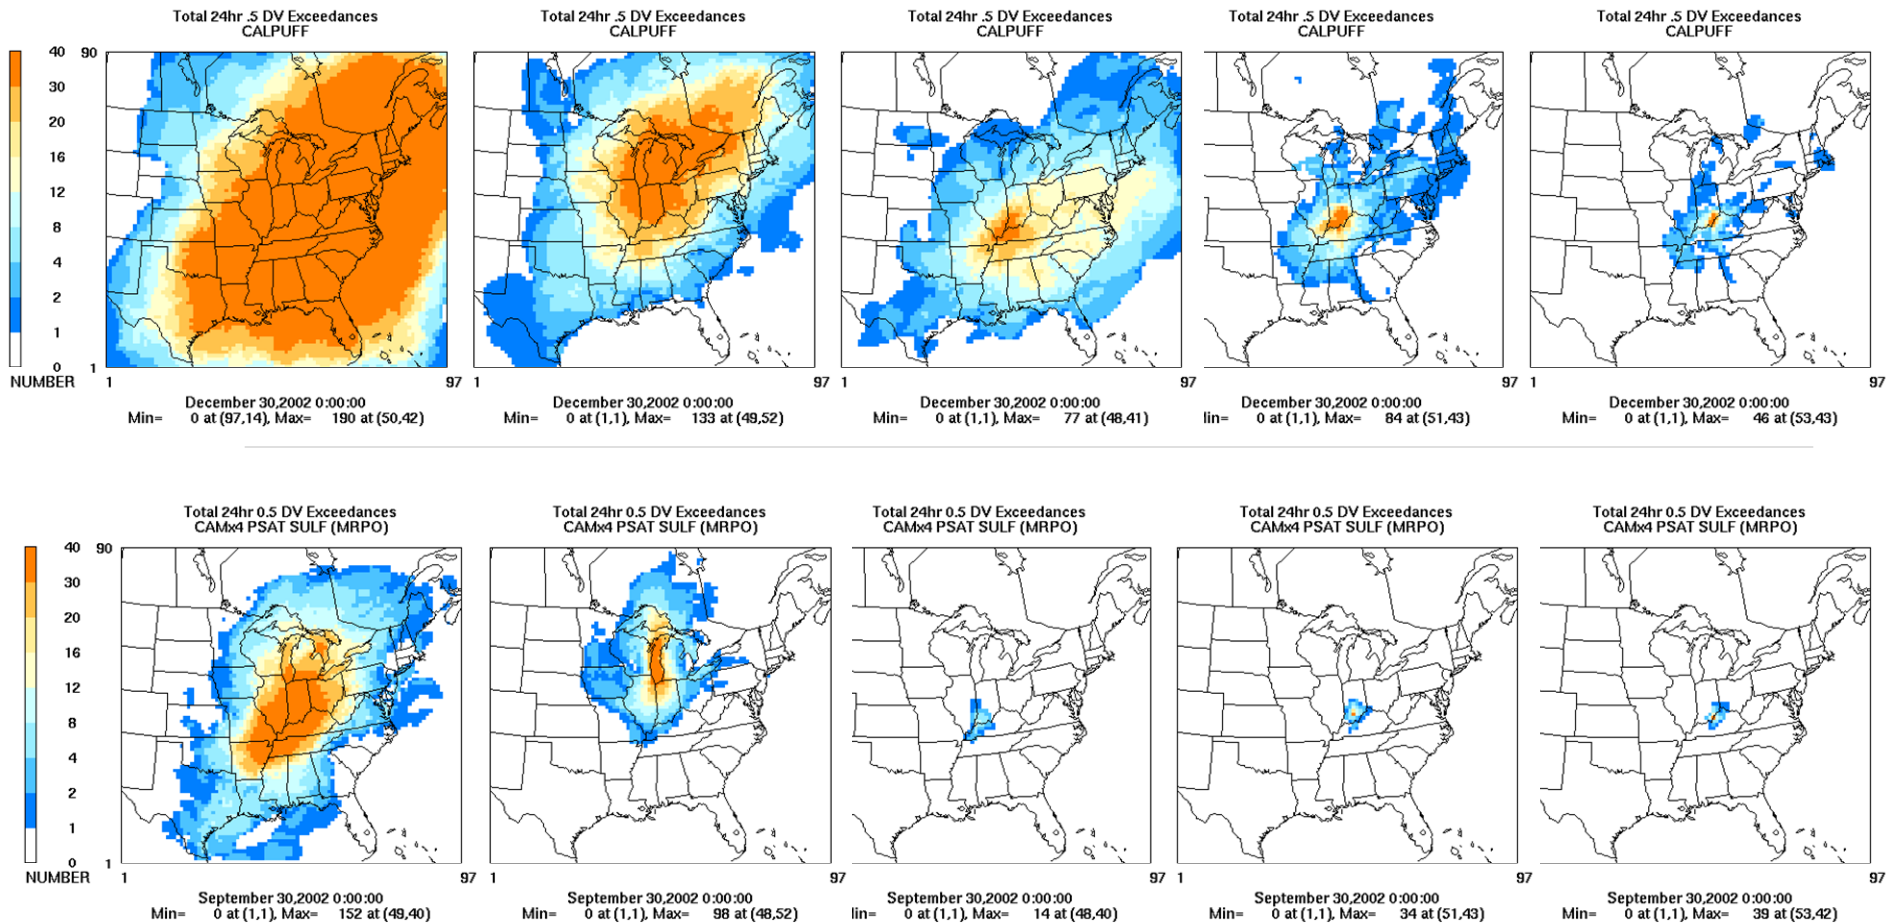 Total 24hr .5 DV Exceedances
CALPUFF
40
30
20
16
12
8
4
2
1
0
NUMBER
90
1
1
97
December 30,2002 0:00:00
Min= 0 at (97,14), Max= 190 at (50,42)
Total 24hr .5 DV Exceedances
CALPUFF
1
97
December 30,2002 0:00:00
Min= 0 at (1,1), Max= 133 at (49,52)
Total 24hr .5 DV Exceedances
CALPUFF
1
97
December 30,2002 0:00:00
Min= 0 at (1,1), Max= 77 at (48,41)
Total 24hr .5 DV Exceedances
CALPUFF
97
December 30,2002 0:00:00
lin= 0 at (1,1), Max= 84 at (51,43)
Total 24hr .5 DV Exceedances
CALPUFF
1
97
December 30,2002 0:00:00
Min= 0 at (1,1), Max= 46 at (53,43)
Total 24hr 0.5 DV Exceedances
CAMx4 PSAT SULF (MRPO)
40
30
20
16
12
8
4
2
1
0
NUMBER
90
1
1
97
September 30,2002 0:00:00
Min= 0 at (1,1), Max= 152 at (49,40)
Total 24hr 0.5 DV Exceedances
CAMx4 PSAT SULF (MRPO)
1
97
September 30,2002 0:00:00
Min= 0 at (1,1), Max= 98 at (48,52)
Total 24hr 0.5 DV Exceedances
CAMx4 PSAT SULF (MRPO)
97
September 30,2002 0:00:00
lin= 0 at (1,1), Max= 14 at (48,40)
Total 24hr 0.5 DV Exceedances
CAMx4 PSAT SULF (MRPO)
1
97
September 30,2002 0:00:00
Min= 0 at (1,1), Max= 34 at (51,43)
Total 24hr 0.5 DV Exceedances
CAMx4 PSAT SULF (MRPO)
97
September 30,2002 0:00:00
Min= 0 at (1,1), Max= 39 at (53,42)